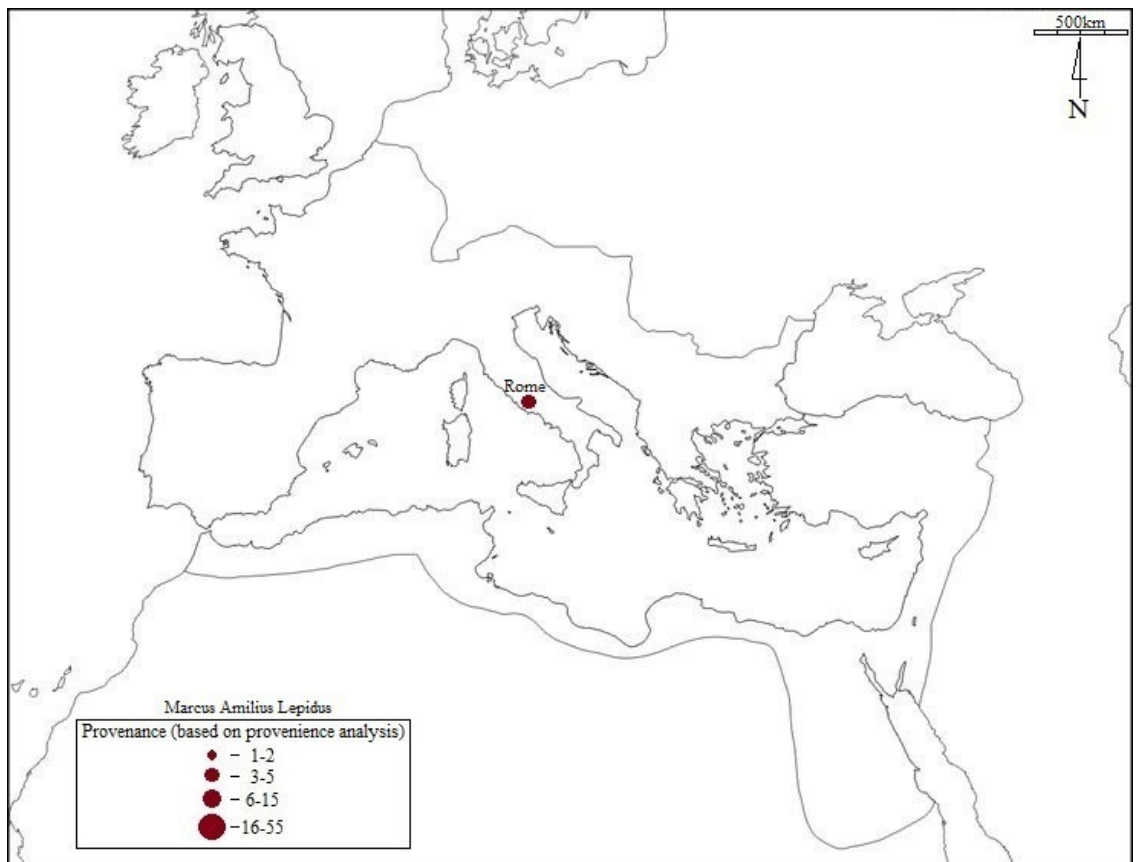 500km
N
Rome
Marcus Amilius Lepidus
Provenance (based on provenience analysis)
– 1-2
– 3-5
– 6-15
–16-55